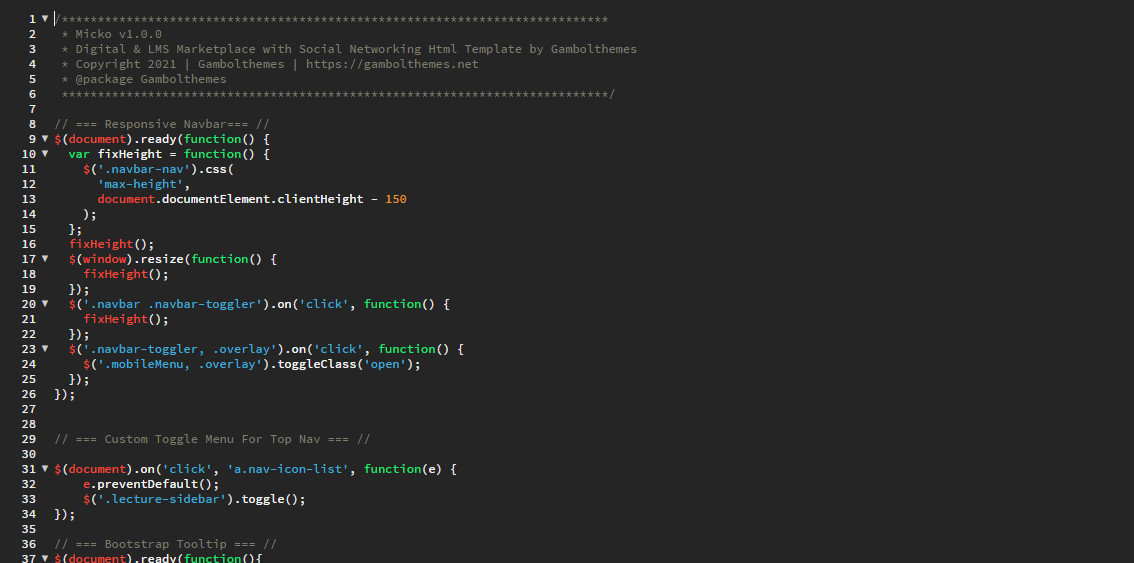 1 /****************************************************************************
2 * Micko v1.0.0
3 * Digital & LMS Marketplace with Social Networking Html Template by Gambolthemes
4 * Copyright 2021 | Gambolthemes | https://gambolthemes.net
5 * @package Gambolthemes
6 ****************************************************************************/
7
8 // === Responsive Navbar=== //
9 $(document).ready(function() {
10   var fixHeight = function() {
11     $('.navbar-nav').css(
12       'max-height',
13       document.documentElement.clientHeight - 150
14     );
15   };
16   fixHeight();
17   $(window).resize(function() {
18     fixHeight();
19   });
20   $('.navbar .navbar-toggler').on('click', function() {
21     fixHeight();
22   });
23   $('.navbar-toggler, .overlay').on('click', function() {
24     $('.mobileMenu, .overlay').toggleClass('open');
25   });
26 });
27
28
29 // === Custom Toggle Menu For Top Nav === //
30
31 $(document).on('click', 'a.nav-icon-list', function(e) {
32     e.preventDefault();
33     $('.lecture-sidebar').toggle();
34 });
35
36 // === Bootstrap Tooltip === //
37 $(document).ready(function(){